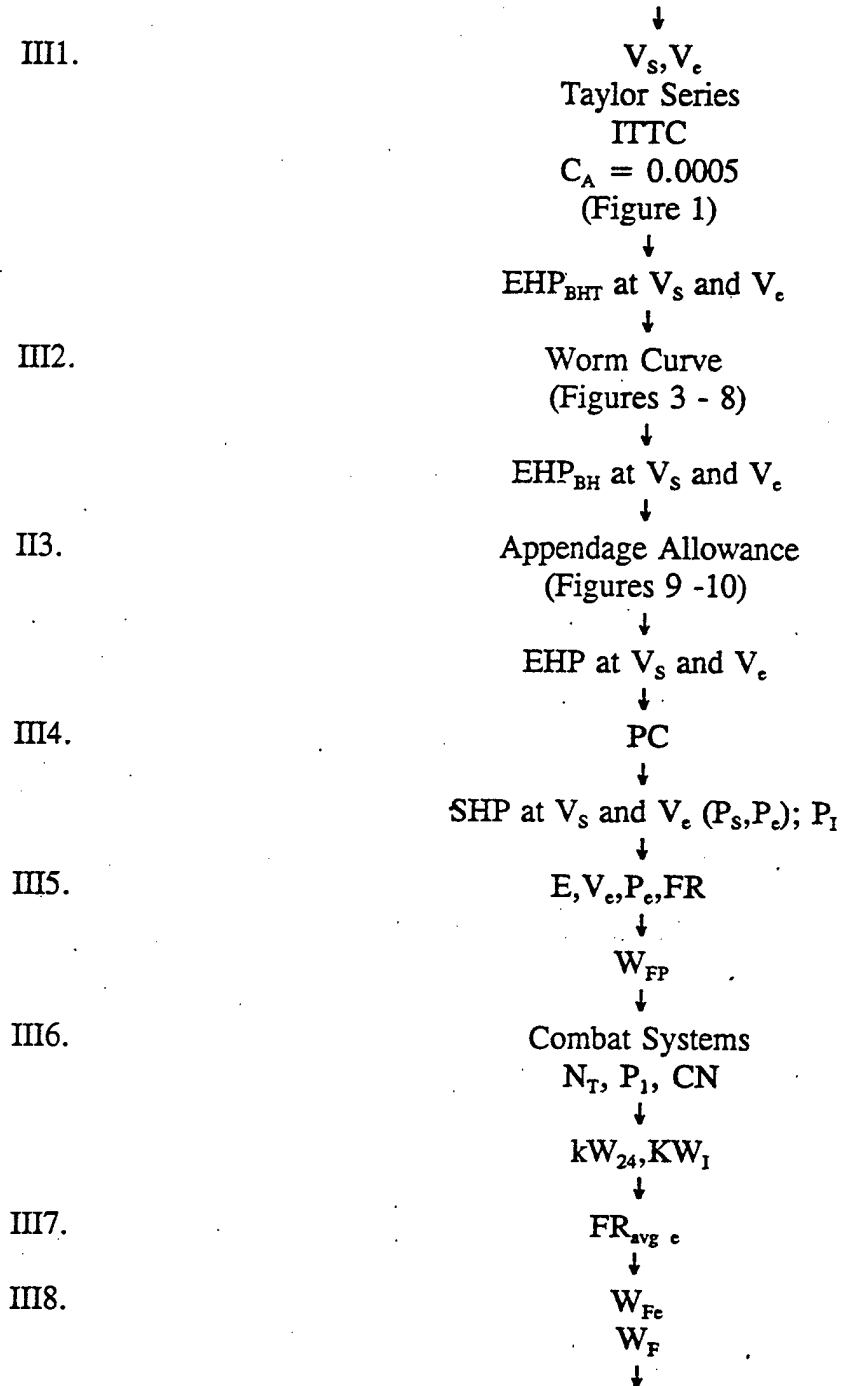 ↓
III1. V_S,V_e
Taylor Series
ITTC
C_A = 0.0005
(Figure 1)
↓
EHP_BHT at V_S and V_e
↓
III2. Worm Curve
(Figures 3 - 8)
↓
EHP_BH at V_S and V_e
↓
II3. Appendage Allowance
(Figures 9 -10)
↓
EHP at V_S and V_e
↓
III4. PC
↓
SHP at V_S and V_e (P_S,P_e); P_I
↓
III5. E,V_e,P_e,FR
↓
W_FP
↓
III6. Combat Systems
N_T, P_1, CN
↓
kW_24,KW_I
↓
III7. FR_avg e
↓
III8. W_Fe
W_F
↓